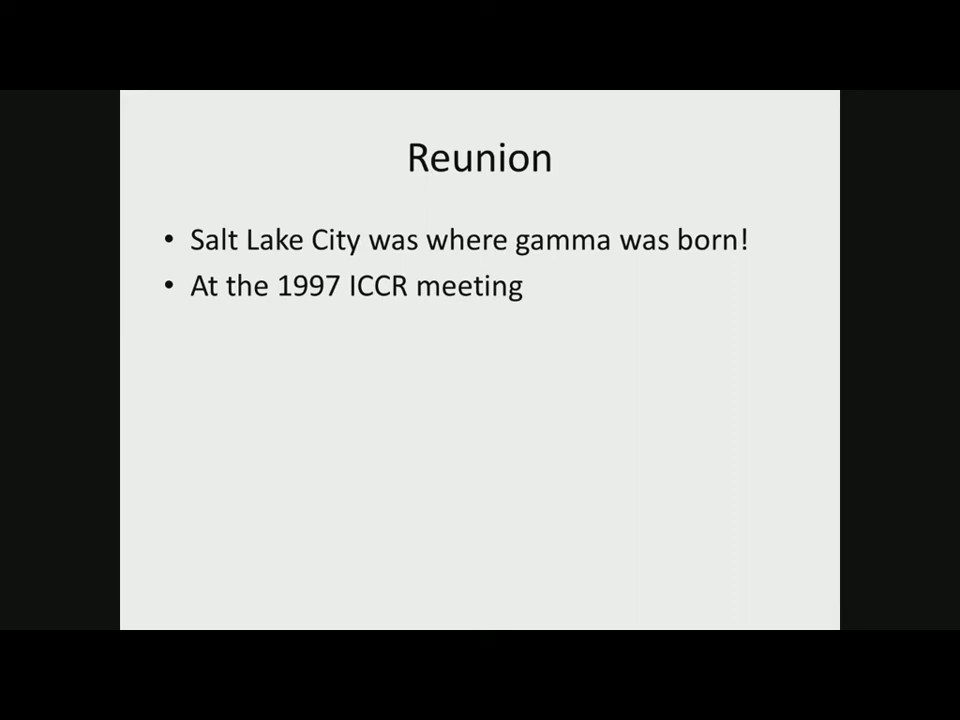 Reunion
• Salt Lake City was where gamma was born!
• At the 1997 ICCR meeting